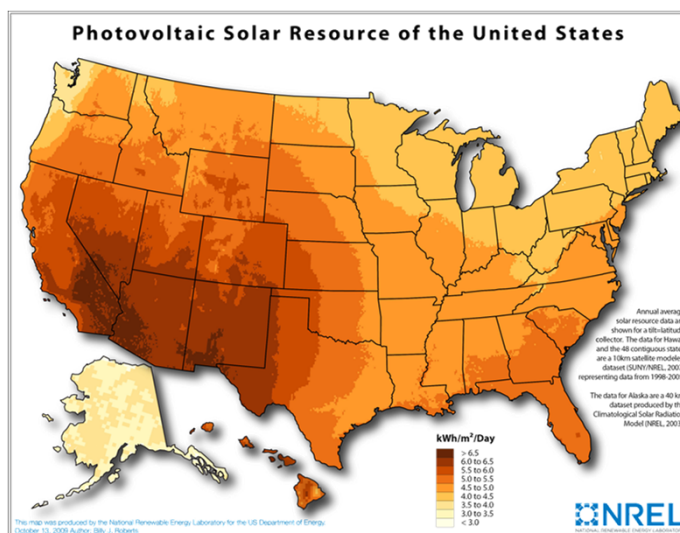 Photovoltaic Solar Resource of the United States
Annual averag
solar resource data ar
shown for a tilt=latitud
collector. The data for Hawa
and the 48 contiguous state
are a 10km satellite modele
dataset (SUNY/NREL, 200
representing data from 1998-200
The data for Alaska are a 40 k
dataset produced by th
Climatological Solar Radiatio
Model (NREL, 2003
kWh/m²/Day
> 6.5
6.0 to 6.5
5.5 to 6.0
5.0 to 5.5
4.5 to 5.0
4.0 to 4.5
3.5 to 4.0
3.0 to 3.5
< 3.0
This map was produced by the National Renewable Energy Laboratory for the US Department of Energy
October 13, 2009 Author: Billy J. Roberts
NREL
NATIONAL RENEWABLE ENERGY LABORATOR